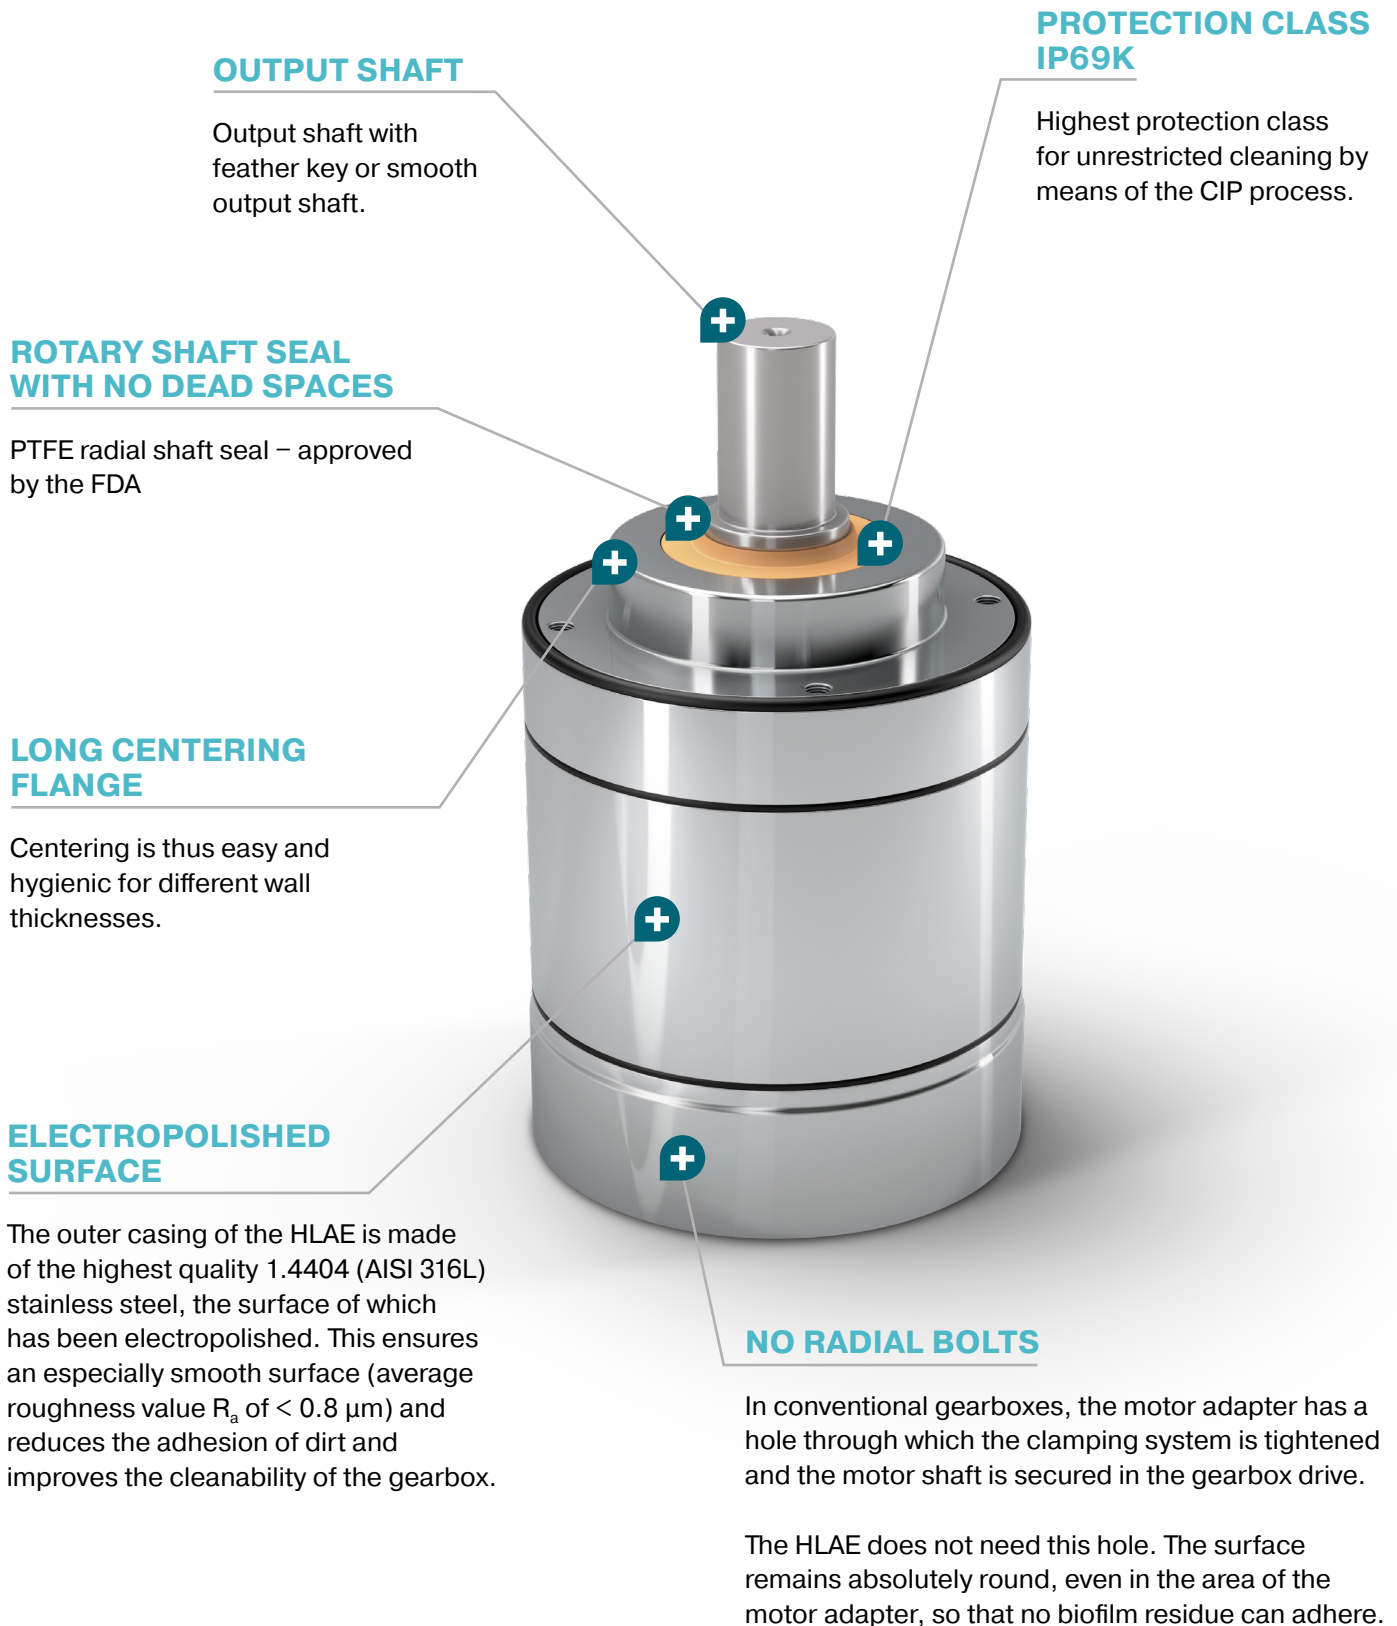 PROTECTION CLASS
IP69K
Highest protection class
for unrestricted cleaning by
means of the CIP process.
OUTPUT SHAFT
Output shaft with
feather key or smooth
output shaft.
ROTARY SHAFT SEAL
WITH NO DEAD SPACES
PTFE radial shaft seal – approved
by the FDA
LONG CENTERING
FLANGE
Centering is thus easy and
hygienic for different wall
thicknesses.
ELECTROPOLISHED
SURFACE
The outer casing of the HLAE is made
of the highest quality 1.4404 (AISI 316L)
stainless steel, the surface of which
has been electropolished. This ensures
an especially smooth surface (average
roughness value Rₐ of < 0.8 µm) and
reduces the adhesion of dirt and
improves the cleanability of the gearbox.
NO RADIAL BOLTS
In conventional gearboxes, the motor adapter has a
hole through which the clamping system is tightened
and the motor shaft is secured in the gearbox drive.
The HLAE does not need this hole. The surface
remains absolutely round, even in the area of the
motor adapter, so that no biofilm residue can adhere.